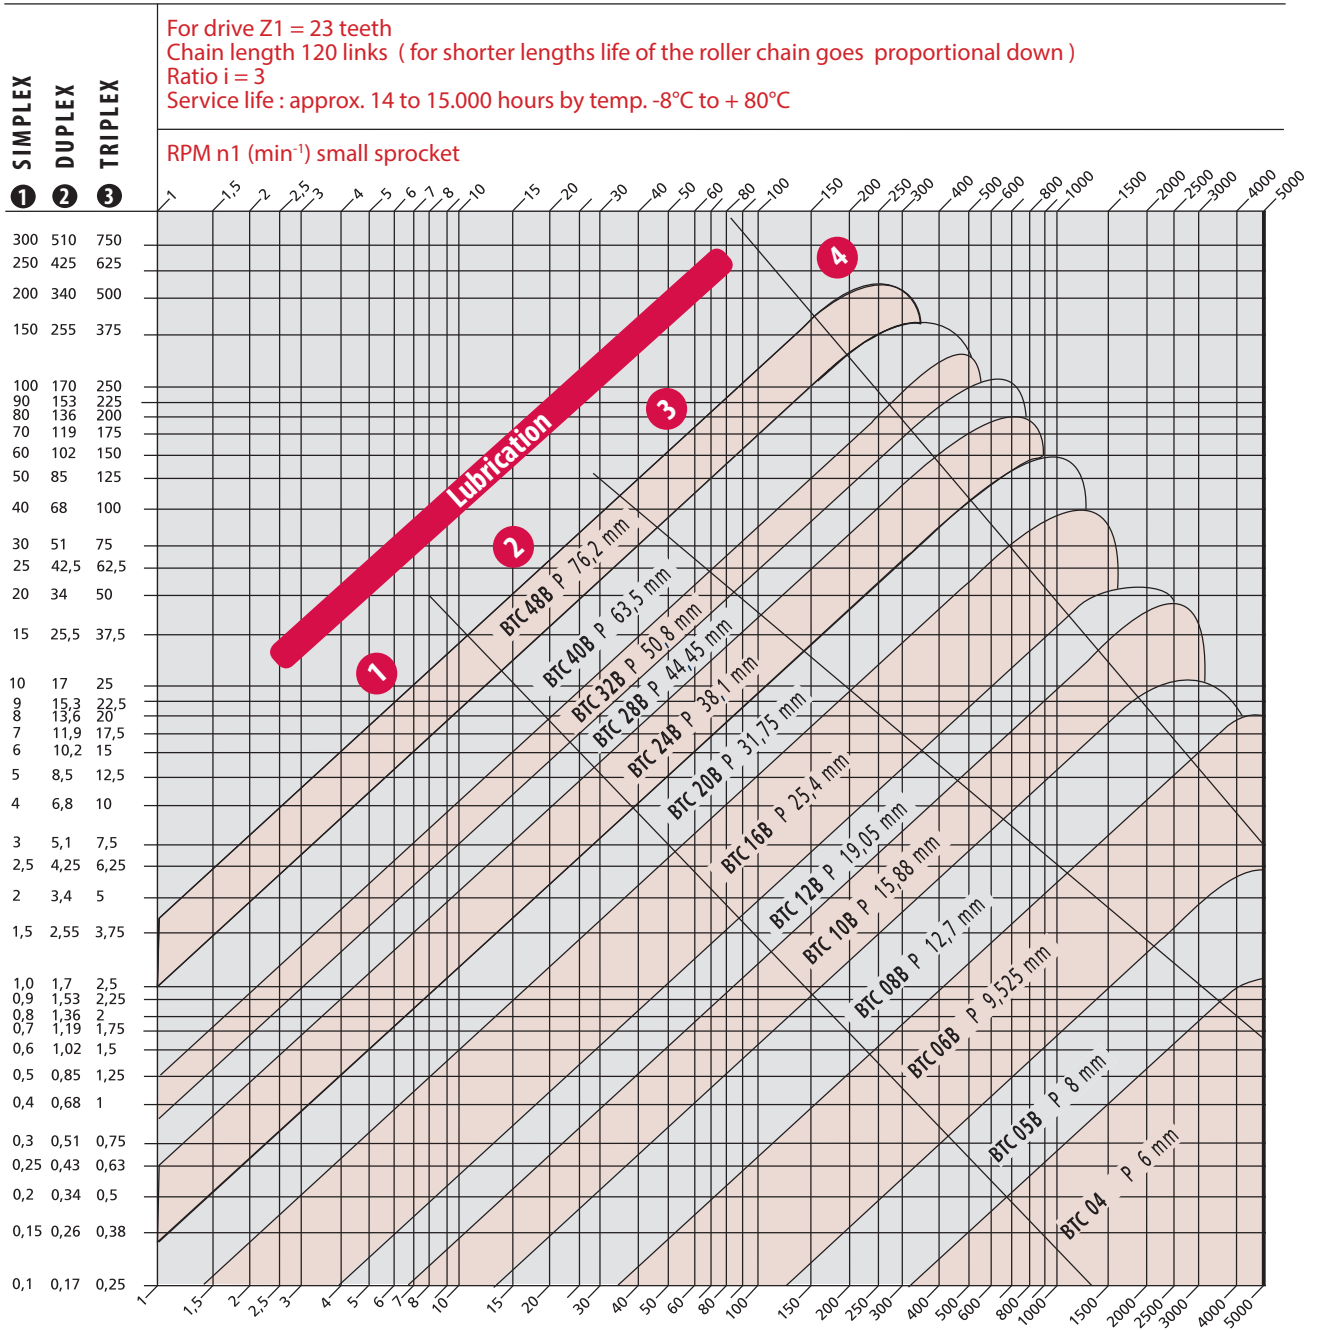 For drive Z1 = 23 teeth
Chain length 120 links ( for shorter lengths life of the roller chain goes proportional down )
Ratio i = 3
Service life : approx. 14 to 15.000 hours by temp. -8°C to + 80°C
RPM n1 (min-1) small sprocket
SIMPLEX DUPLEX TRIPLEX
1 2 3
1 1,5 2 2,5 3 4 5 6 7 8 10 15 20 30 40 50 60 80 100 150 200 250 300 400 500 600 800 1000 1500 2000 2500 3000 4000 5000
300 510 750
250 425 625
200 340 500
150 255 375
100 170 250
90 153 225
80 136 200
70 119 175
60 102 150
50 85 125
40 68 100
30 51 75
25 42,5 62,5
20 34 50
15 25,5 37,5
10 17 25
9 15,3 22,5
8 13,6 20
7 11,9 17,5
6 10,2 15
5 8,5 12,5
4 6,8 10
3 5,1 7,5
2,5 4,25 6,25
2 3,4 5
1,5 2,55 3,75
1,0 1,7 2,5
0,9 1,53 2,25
0,8 1,36 2
0,7 1,19 1,75
0,6 1,02 1,5
0,5 0,85 1,25
0,4 0,68 1
0,3 0,51 0,75
0,25 0,43 0,63
0,2 0,34 0,5
0,15 0,26 0,38
0,1 0,17 0,25
Lubrication
1
2
3
4
BTC 48B P 76,2 mm
BTC 40B P 63,5 mm
BTC 32B P 50,8 mm
BTC 28B P 44,45 mm
BTC 24B P 38,1 mm
BTC 20B P 31,75 mm
BTC 16B P 25,4 mm
BTC 12B P 19,05 mm
BTC 10B P 15,88 mm
BTC 08B P 12,7 mm
BTC 06B P 9,525 mm
BTC 05B P 8 mm
BTC 04 P 6 mm
1 1,5 2 2,5 3 4 5 6 7 8 10 15 20 30 40 50 60 80 100 150 200 250 300 400 500 600 800 1000 1500 2000 2500 3000 4000 5000